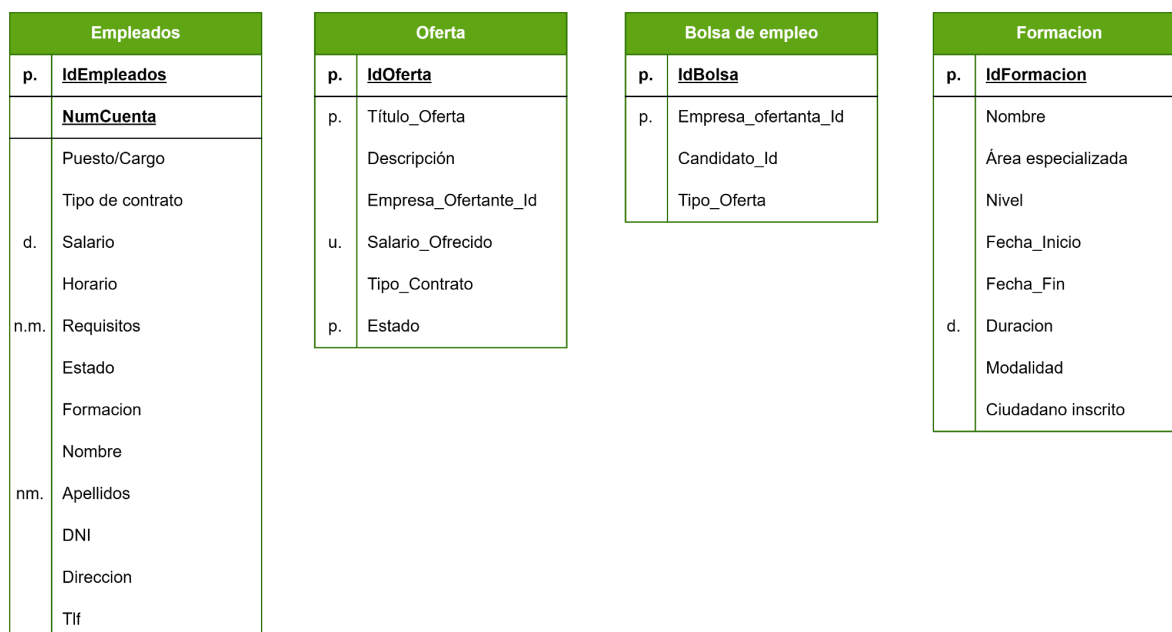 Empleados
p. IdEmpleados
NumCuenta
Puesto/Cargo
Tipo de contrato
d. Salario
Horario
n.m. Requisitos
Estado
Formacion
Nombre
nm. Apellidos
DNI
Direccion
Tlf
Oferta
p. IdOferta
p. Título_Oferta
Descripción
Empresa_Ofertante_Id
u. Salario_Ofrecido
Tipo_Contrato
p. Estado
Bolsa de empleo
p. IdBolsa
p. Empresa_ofertanta_Id
Candidato_Id
Tipo_Oferta
Formacion
p. IdFormacion
Nombre
Área especializada
Nivel
Fecha_Inicio
Fecha_Fin
d. Duracion
Modalidad
Ciudadano inscrito